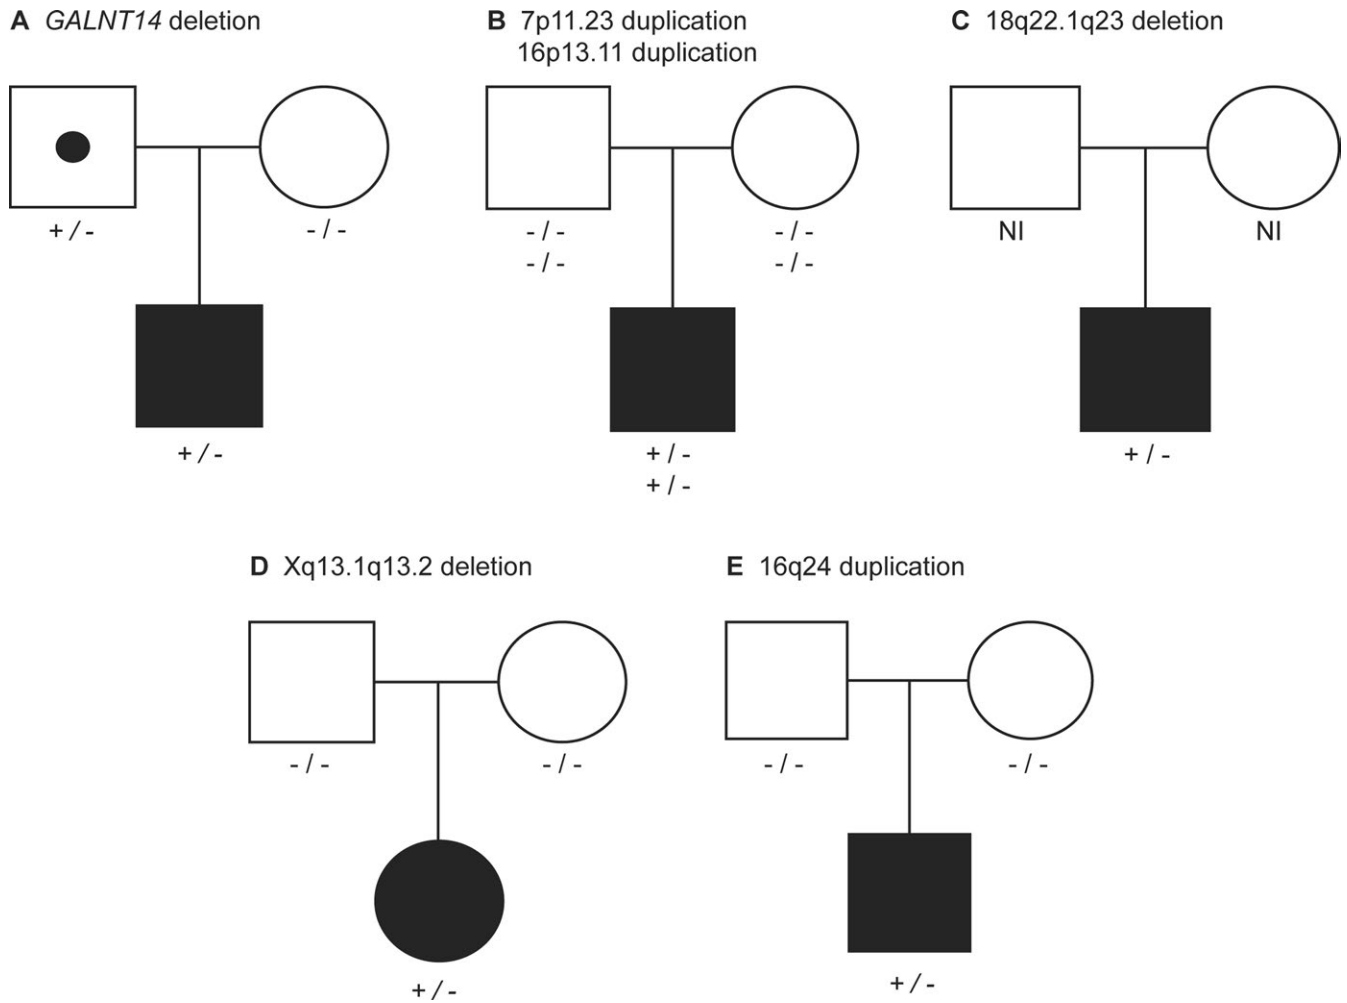 A GALNT14 deletion
B 7p11.23 duplication
16p13.11 duplication
C 18q22.1q23 deletion
+ / -
- / -
- / -
- / -
- / -
- / -
NI
NI
+ / -
+ / -
+ / -
+ / -
D Xq13.1q13.2 deletion
E 16q24 duplication
- / -
- / -
- / -
- / -
+ / -
+ / -